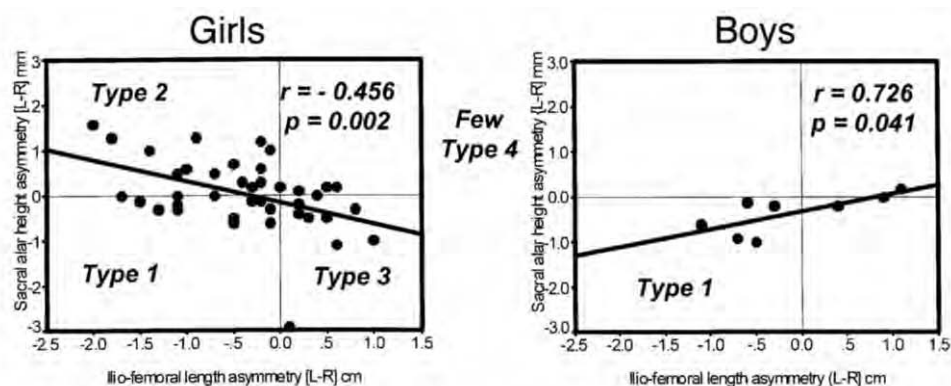 Girls
Sacral alar height asymmetry [L-R] mm
3
2
1
0
-1
-2
-3
Type 2
r = - 0.456
p = 0.002
Type 1
Type 3
-2.5 -2.0 -1.5 -1.0 -.5 0.0 .5 1.0 1.5
Ilio-femoral length asymmetry [L-R] cm
Few
Type 4
Boys
Sacral alar height asymmetry (L-R) mm
3.0
2.0
1.0
0.0
-1.0
-2.0
-3.0
r = 0.726
p = 0.041
Type 1
-2.5 -2.0 -1.5 -1.0 -.5 0.0 .5 1.0 1.5
Ilio-femoral length asymmetry (L-R) cm